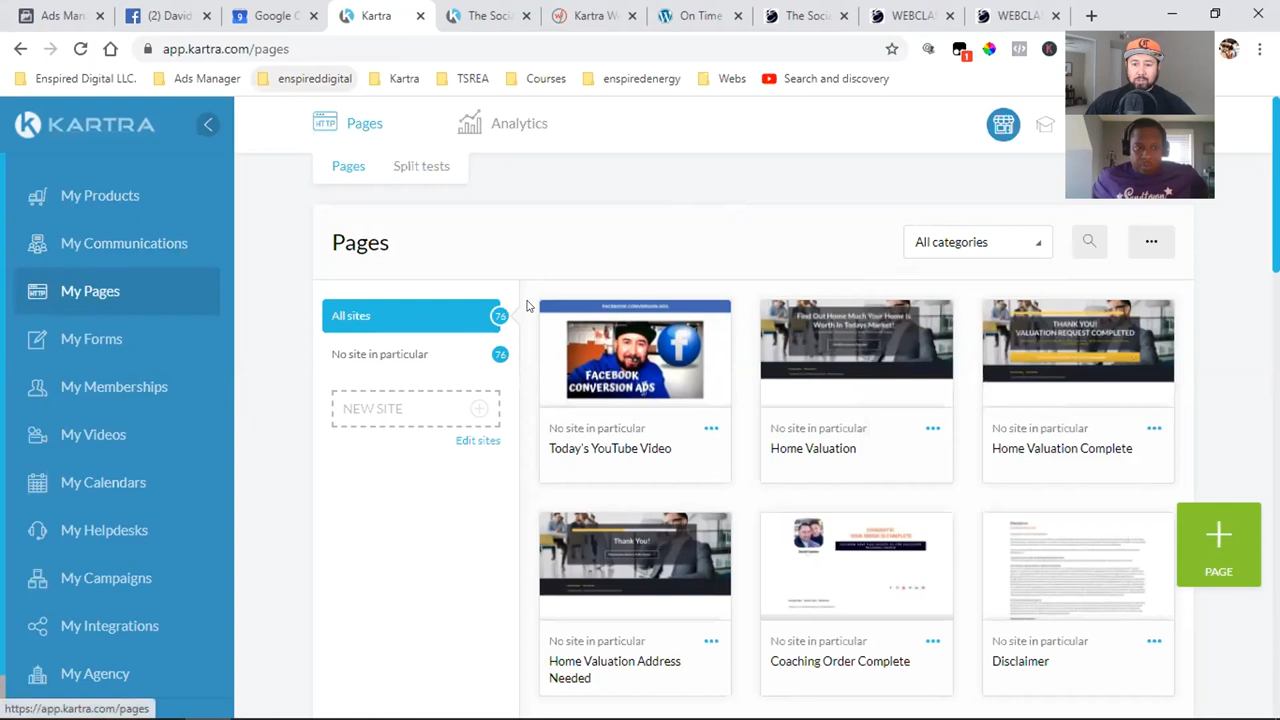 Ads Man
(2) David
Google C
Kartra
The Socia
Kartra Wo
On Time
The Socia
WEBCLAS
WEBCLAS
app.kartra.com/pages
1
Enspired Digital LLC.
Ads Manager
enspireddigital
Kartra
TSREA
Courses
enspiredenergy
Webs
Search and discovery
KARTRA
Pages
Analytics
Pages
Split tests
My Products
My Communications
My Pages
My Forms
My Memberships
My Videos
My Calendars
My Helpdesks
My Campaigns
My Integrations
My Agency
https://app.kartra.com/pages
Pages
All categories
All sites
76
No site in particular
76
NEW SITE
Edit sites
FACEBOOK CONVERSION ADS
FACEBOOK
CONVERSION ADS
No site in particular
Today's YouTube Video
Find Out Home Much Your Home is
Worth In Todays Market!
No site in particular
Home Valuation
THANK YOU!
VALUATION REQUEST COMPLETED
No site in particular
Home Valuation Complete
Thank You!
No site in particular
Home Valuation Address
Needed
No site in particular
Coaching Order Complete
No site in particular
Disclaimer
PAGE